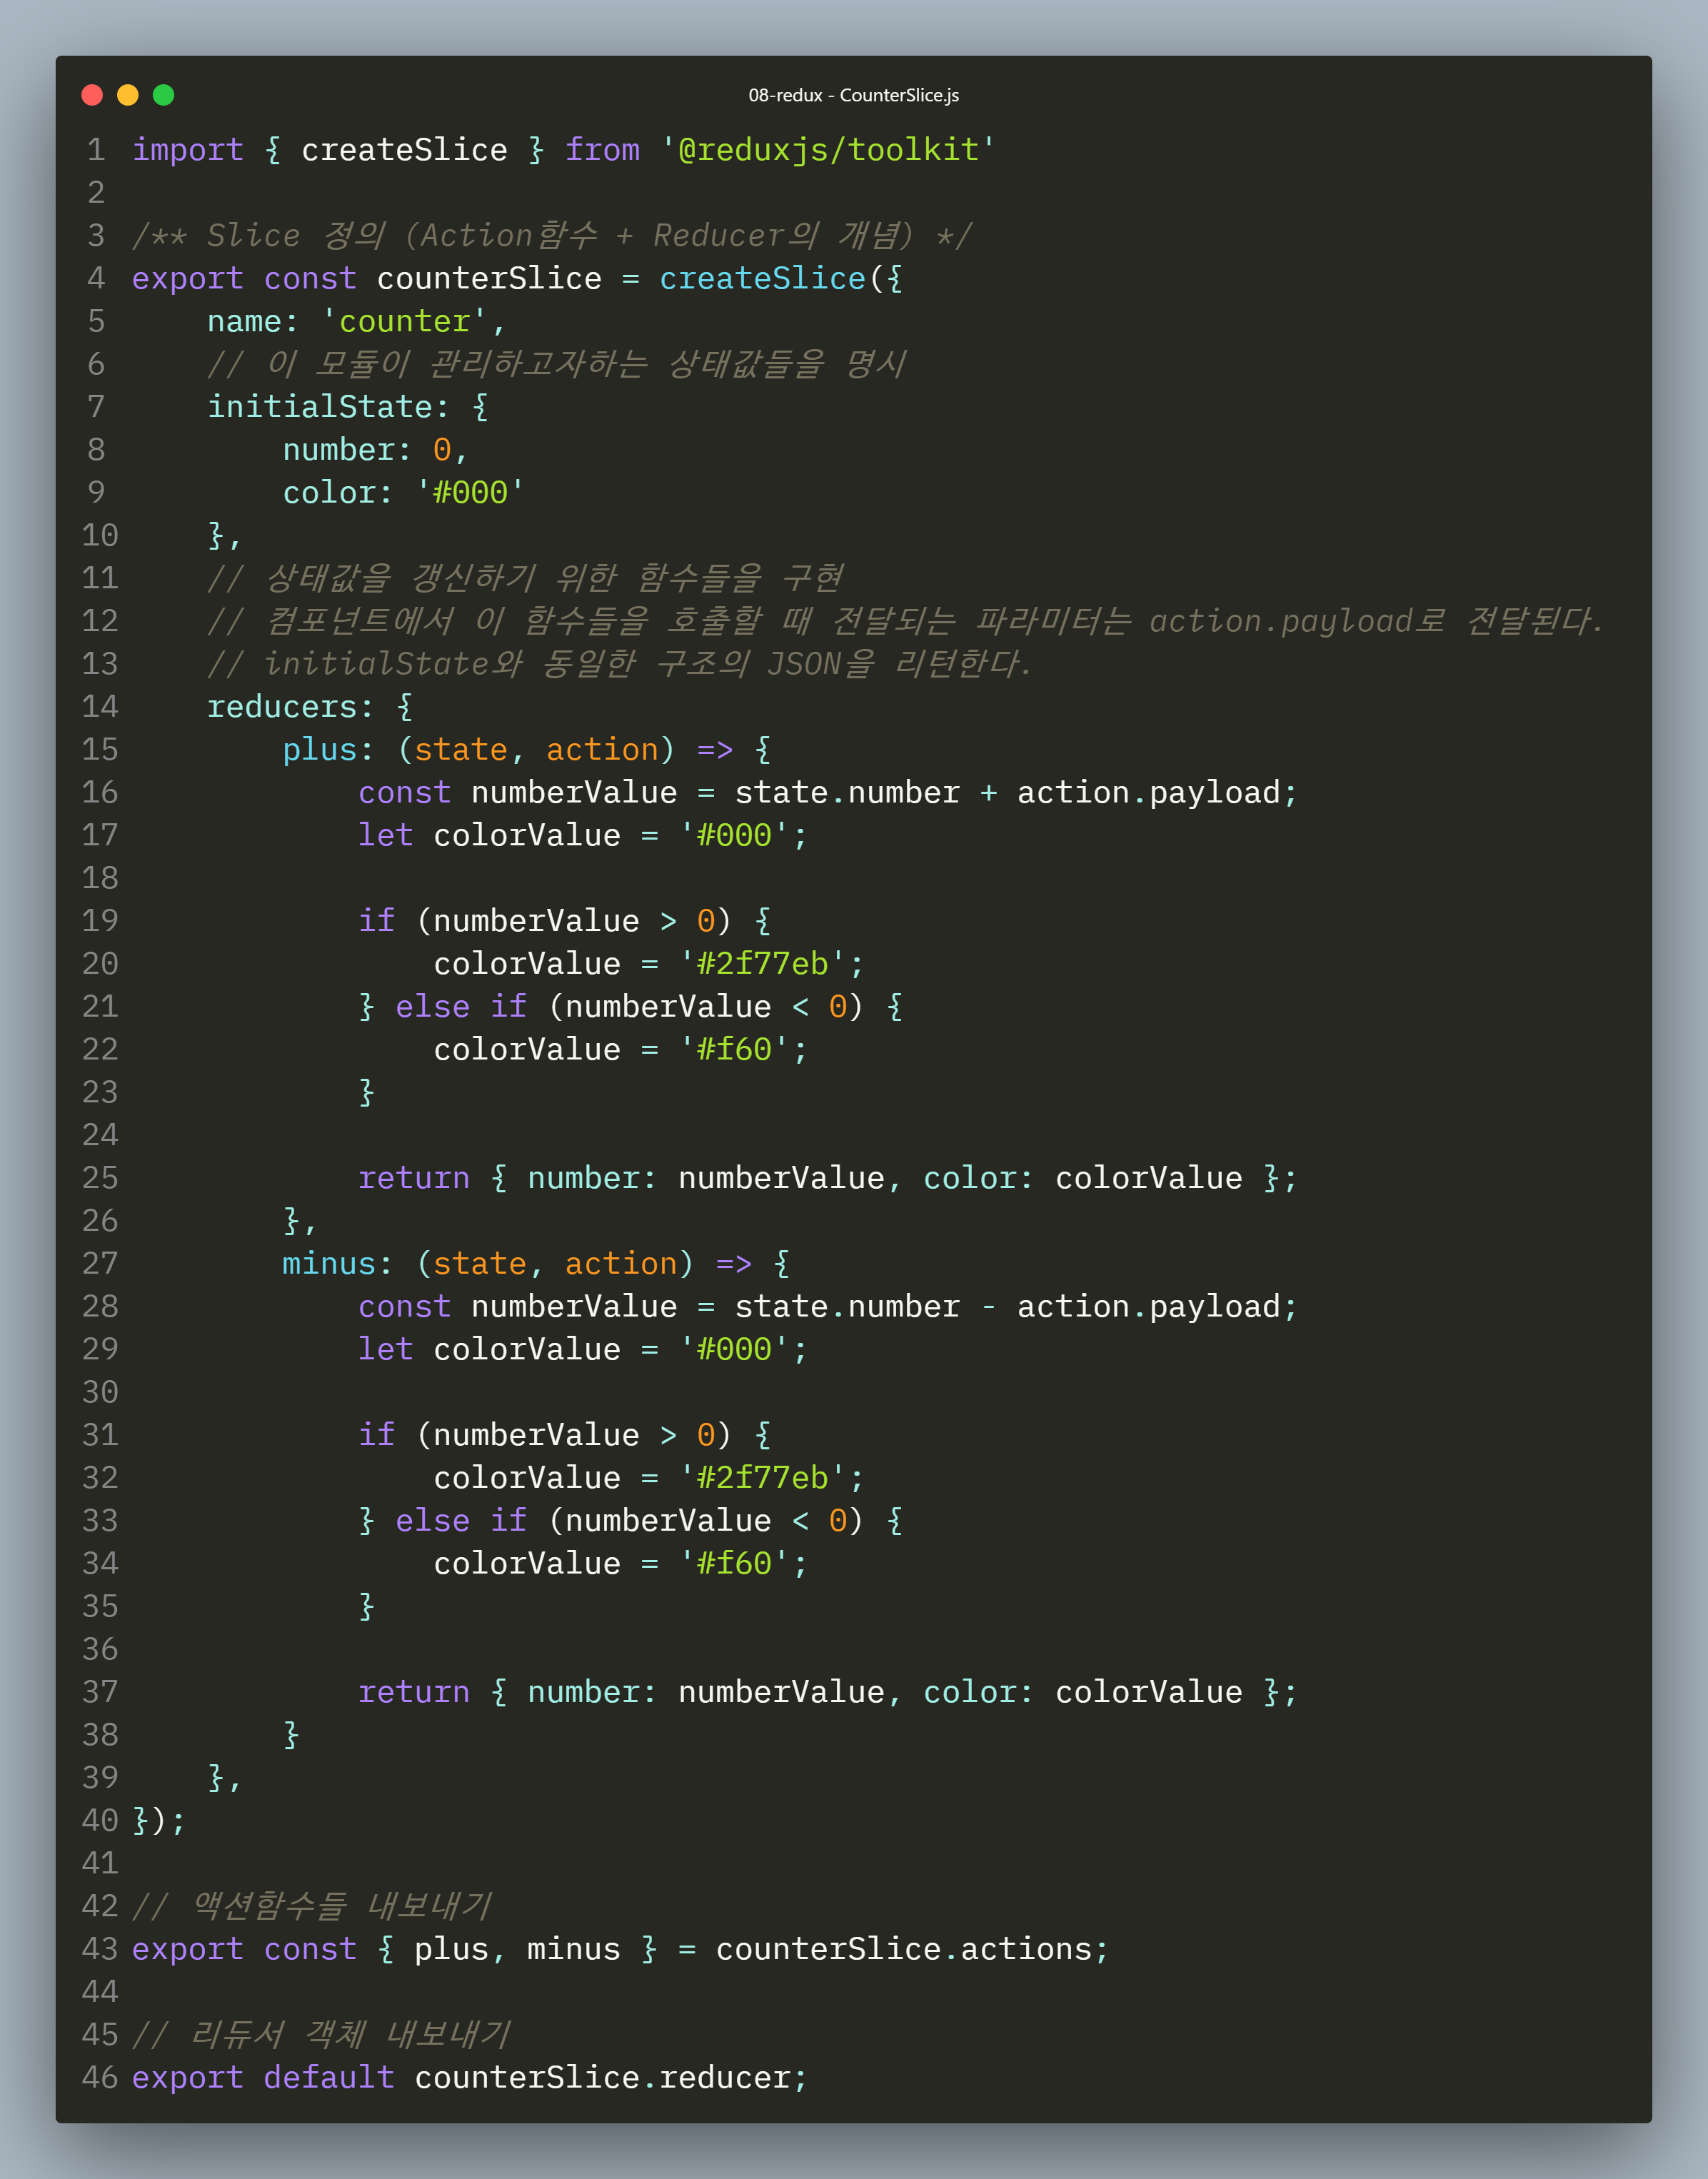 08-redux - CounterSlice.js
1 import { createSlice } from '@reduxjs/toolkit'
2
3 /** Slice 정의 (Action함수 + Reducer의 개념) */
4 export const counterSlice = createSlice({
5     name: 'counter',
6     // 이 모듈이 관리하고자하는 상태값들을 명시
7     initialState: {
8         number: 0,
9         color: '#000'
10     },
11     // 상태값을 갱신하기 위한 함수들을 구현
12     // 컴포넌트에서 이 함수들을 호출할 때 전달되는 파라미터는 action.payload로 전달된다.
13     // initialState와 동일한 구조의 JSON을 리턴한다.
14     reducers: {
15         plus: (state, action) => {
16             const numberValue = state.number + action.payload;
17             let colorValue = '#000';
18
19             if (numberValue > 0) {
20                 colorValue = '#2f77eb';
21             } else if (numberValue < 0) {
22                 colorValue = '#f60';
23             }
24
25             return { number: numberValue, color: colorValue };
26         },
27         minus: (state, action) => {
28             const numberValue = state.number - action.payload;
29             let colorValue = '#000';
30
31             if (numberValue > 0) {
32                 colorValue = '#2f77eb';
33             } else if (numberValue < 0) {
34                 colorValue = '#f60';
35             }
36
37             return { number: numberValue, color: colorValue };
38         }
39     },
40 });
41
42 // 액션함수들 내보내기
43 export const { plus, minus } = counterSlice.actions;
44
45 // 리듀서 객체 내보내기
46 export default counterSlice.reducer;